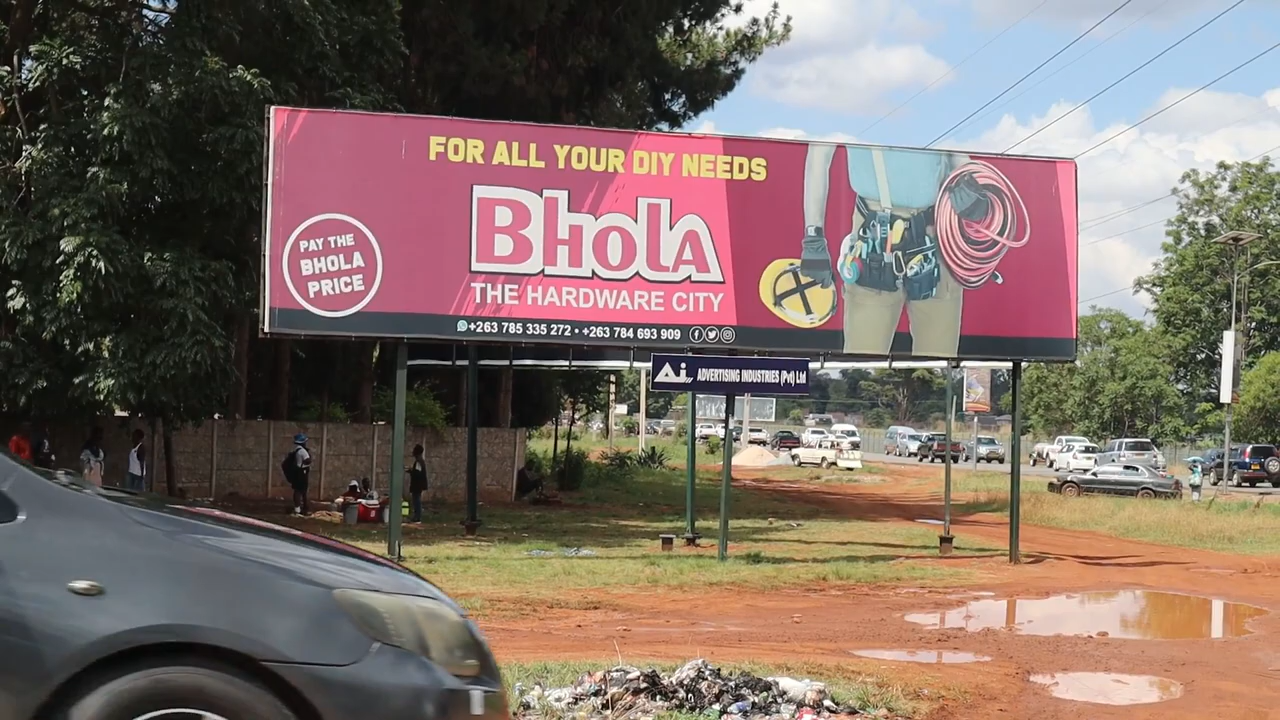 FOR ALL YOUR DIY NEEDS
Bhola
THE HARDWARE CITY
PAY THE
BHOLA
PRICE
+263 785 335 272 • +263 784 693 909
Ai ADVERTISING INDUSTRIES (Pvt) Ltd